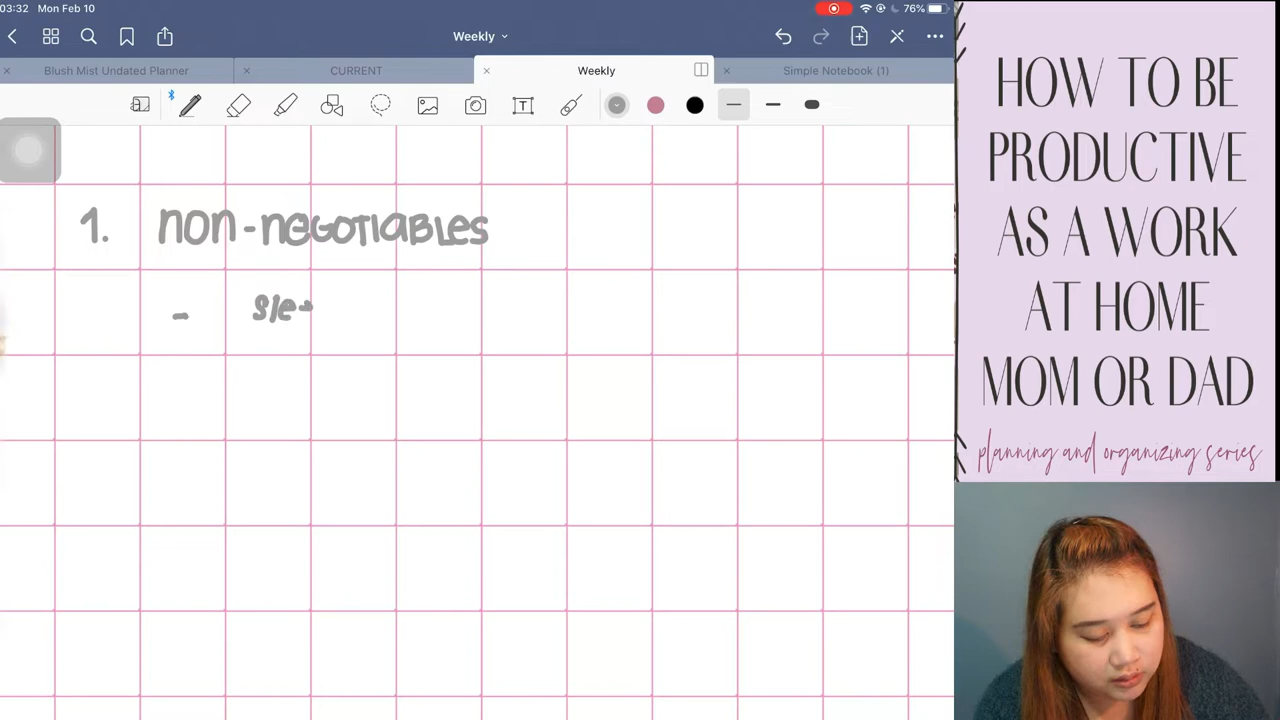 03:32 Mon Feb 10
76%
Weekly
Blush Mist Undated Planner
CURRENT
Weekly
Simple Notebook (1)
T
1. non-negotiables
- sle
HOW TO BE
PRODUCTIVE
AS A WORK
AT HOME
MOM OR DAD
planning and organizing series